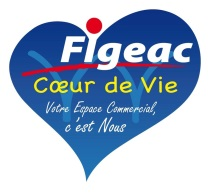 Figeac
Cœur de Vie
Votre Espace Commercial,
c'est Nous